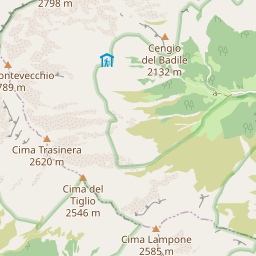 2798 m
Cengio
del Badile
2132 m
ontevecchio
789 m
Cima Trasinera
2620 m
Cima del
Tiglio
2546 m
Cima Lampone
2585 m